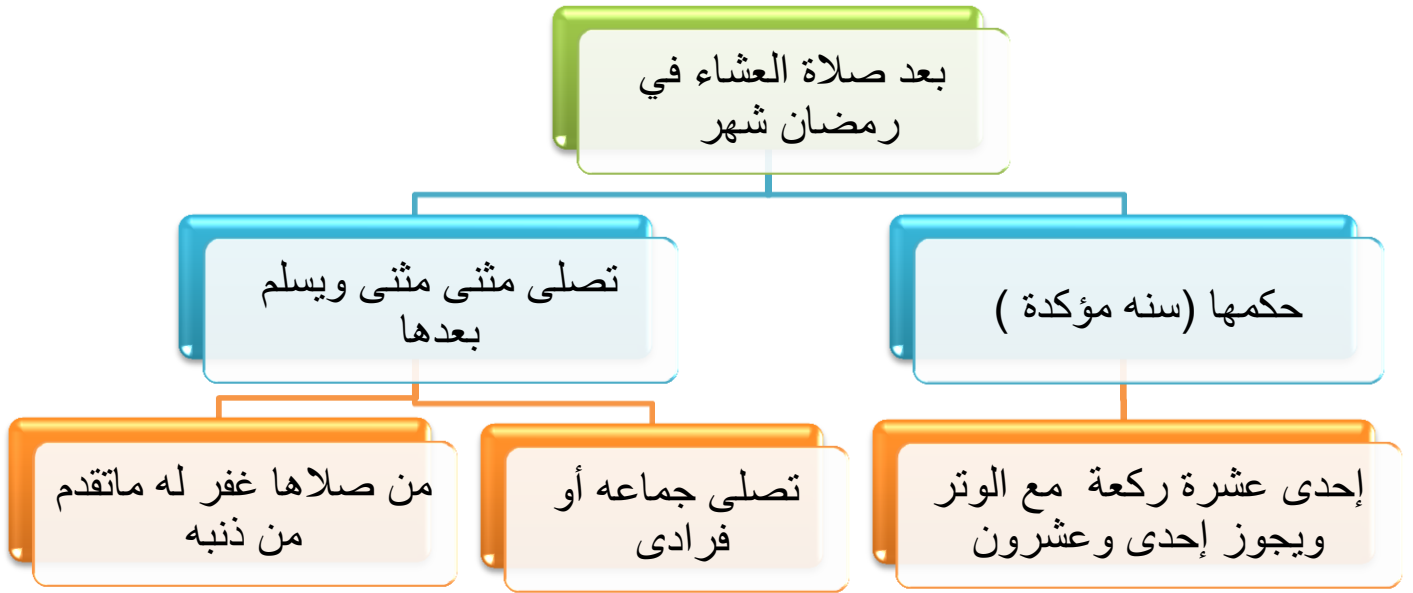 بعد صلاة العشاء في
رمضان شهر
حكمها (سنه مؤكدة )
تصلى مثنى مثنى ويسلم
بعدها
إحدى عشرة ركعة مع الوتر
ويجوز إحدى وعشرون
تصلى جماعه أو
فرادى
من صلاها غفر له ماتقدم
من ذنبه